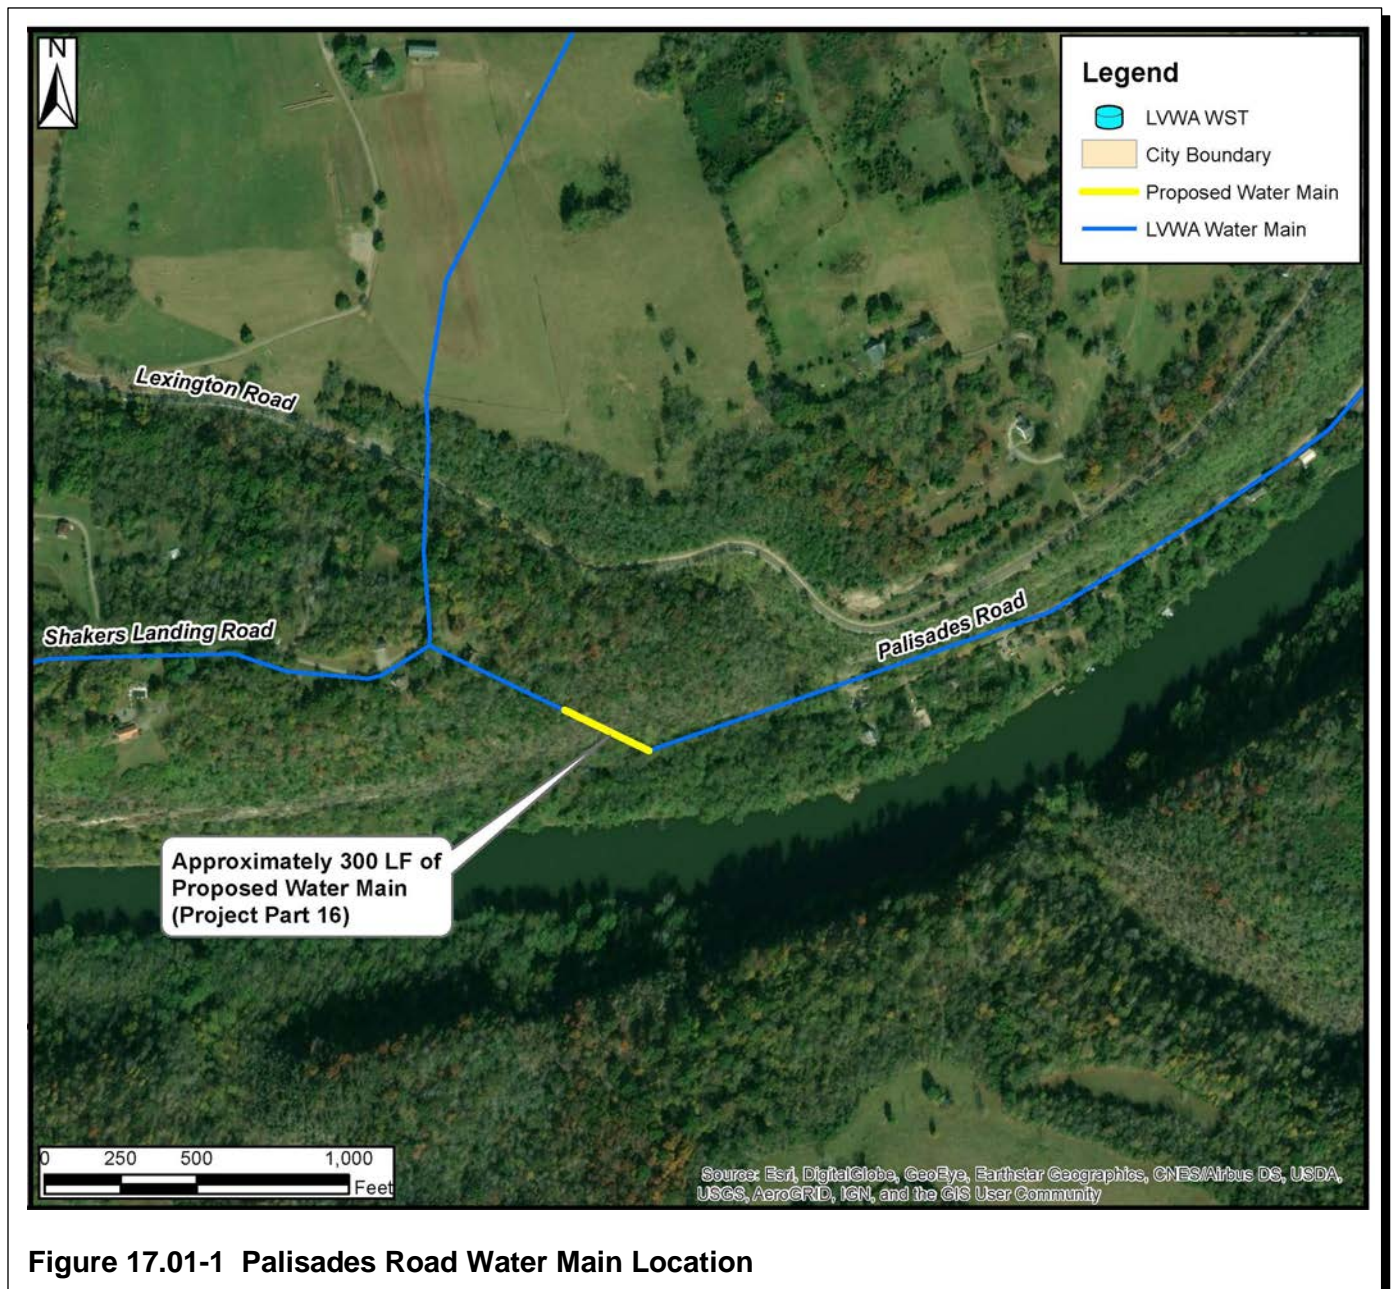 N
Legend
LVWA WST
City Boundary
Proposed Water Main
LVWA Water Main
Lexington Road
Palisades Road
Shakers Landing Road
Approximately 300 LF of
Proposed Water Main
(Project Part 16)
0 250 500 1,000
Feet
Source: Esri, DigitalGlobe, GeoEye, Earthstar Geographics, CNES/Airbus DS, USDA,
USGS, AeroGRID, IGN, and the GIS User Community
Figure 17.01-1 Palisades Road Water Main Location